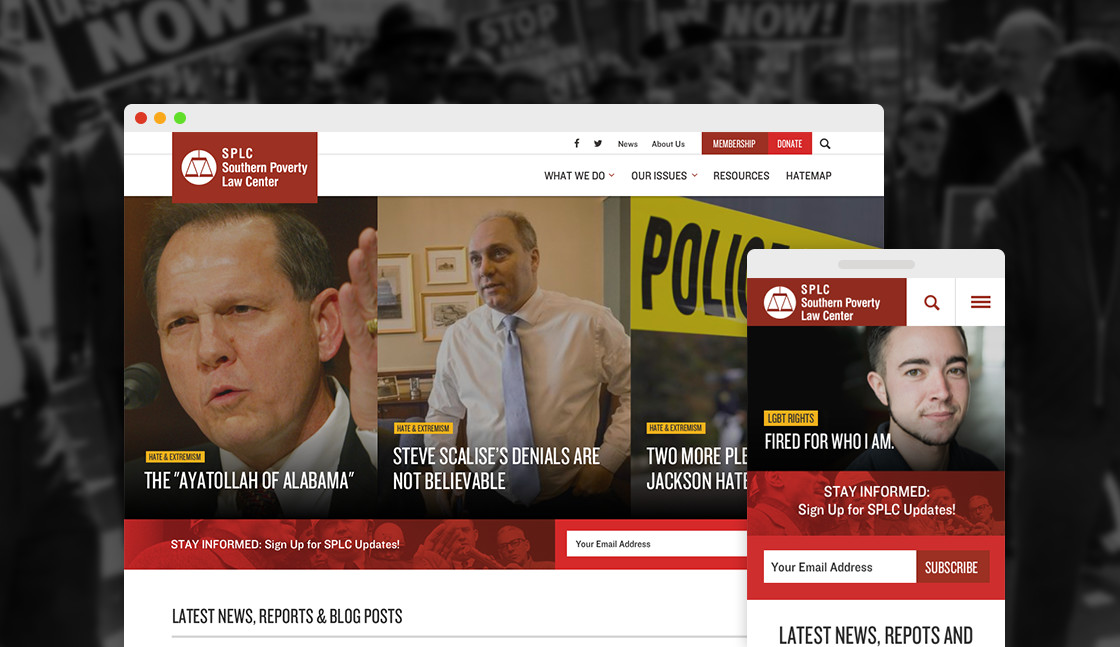 NOW!
STOP
NOW!
SPLC
Southern Poverty
Law Center
News
About Us
MEMBERSHIP
DONATE
WHAT WE DO
OUR ISSUES
RESOURCES
HATEMAP
HATE & EXTREMISM
THE "AYATOLLAH OF ALABAMA"
HATE & EXTREMISM
STEVE SCALISE'S DENIALS ARE
NOT BELIEVABLE
HATE & EXTREMISM
TWO MORE PLE
JACKSON HATE
STAY INFORMED: Sign Up for SPLC Updates!
Your Email Address
LATEST NEWS, REPORTS & BLOG POSTS
SPLC
Southern Poverty
Law Center
LGBT RIGHTS
FIRED FOR WHO I AM.
STAY INFORMED:
Sign Up for SPLC Updates!
Your Email Address
SUBSCRIBE
LATEST NEWS, REPOTS AND